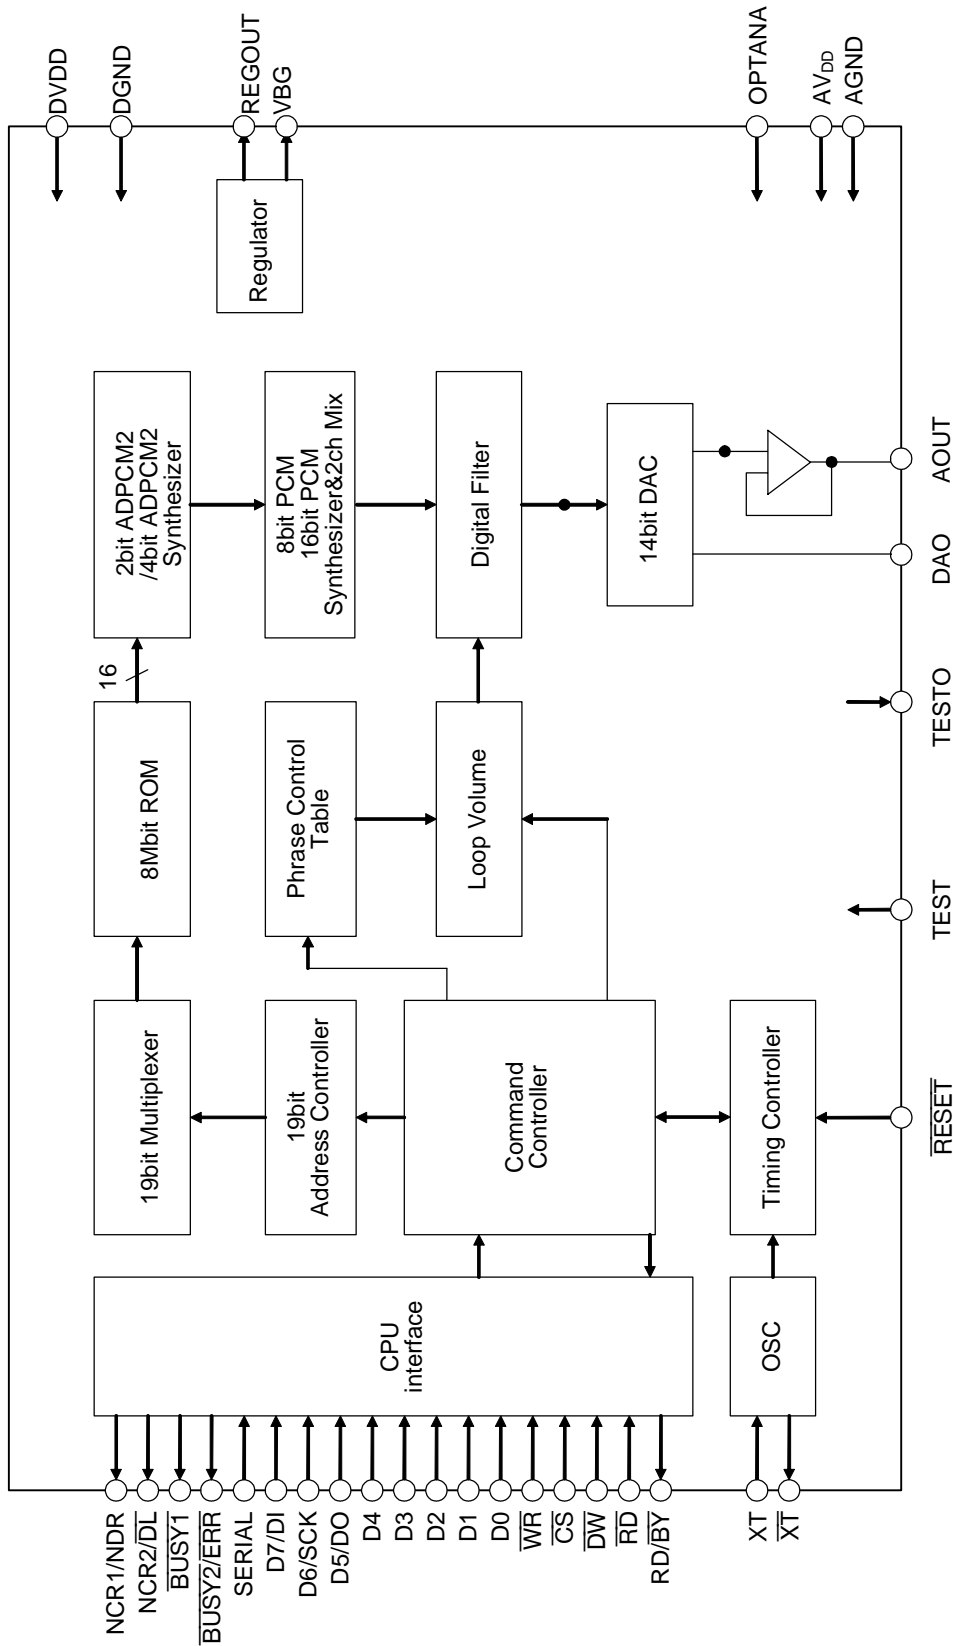 NCR1/NDR
NCR2/DL
BUSY1
BUSY2/ERR
SERIAL
D7/DI
D6/SCK
D5/DO
D4
D3
D2
D1
D0
WR
CS
DW
RD
RD/BY
XT
XT
CPU
interface
OSC
19bit Multiplexer
19bit
Address Controller
Command
Controller
Timing Controller
8Mbit ROM
16
Phrase Control
Table
Loop Volume
2bit ADPCM2
/4bit ADPCM2
Synthesizer
8bit PCM
16bit PCM
Synthesizer&2ch Mix
Digital Filter
14bit DAC
Regulator
DVDD
DGND
REGOUT
VBG
OPTANA
AVDD
AGND
RESET
TEST
TESTO
DAO
AOUT